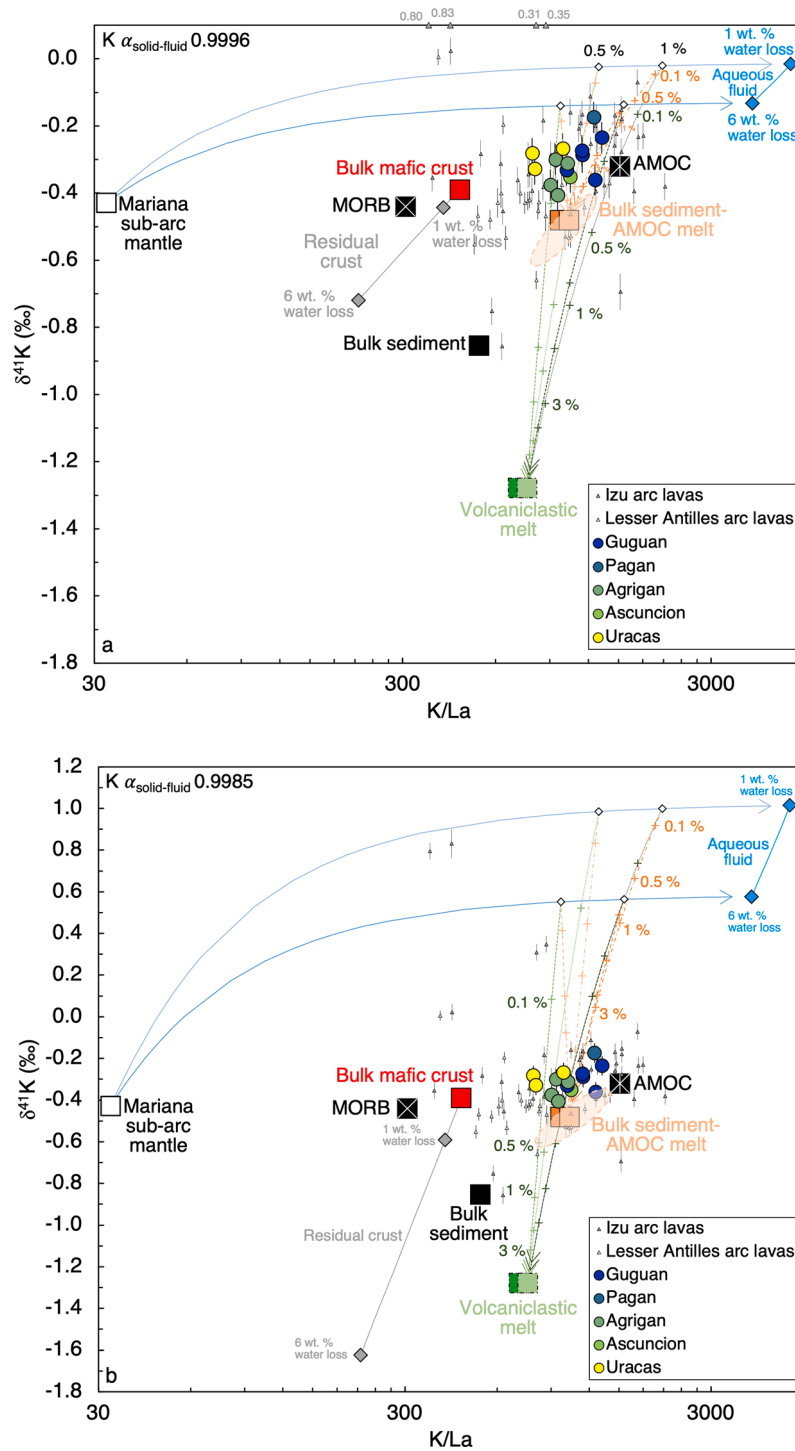 0.80
0.83
0.31
0.35
K αsolid-fluid 0.9996
0.0
-0.2
-0.4
-0.6
-0.8
-1.0
-1.2
-1.4
-1.6
-1.8
δ⁴¹K (‰)
0.5 %
1 %
1 wt. %
water loss
Aqueous
fluid
6 wt. %
water loss
0.1 %
0.5 %
1%
0.1 %
Mariana
sub-arc
mantle
Bulk mafic crust
MORB
AMOC
1 wt. %
water loss
Residual
crust
6 wt. %
water loss
Bulk sediment-
AMOC melt
0.5 %
Bulk sediment
1 %
3 %
Volcaniclastic
melt
Izu arc lavas
Lesser Antilles arc lavas
Guguan
Pagan
Agrigan
Ascuncion
Uracas
a
30
300
3000
K/La
K αsolid-fluid 0.9985
1.2
1.0
0.8
0.6
0.4
0.2
0.0
-0.2
-0.4
-0.6
-0.8
-1.0
-1.2
-1.4
-1.6
-1.8
δ⁴¹K (‰)
1 wt. %
water loss
0.1 %
Aqueous
fluid
0.5 %
6 wt. %
water loss
1 %
0.1 %
3 %
Mariana
sub-arc
mantle
Bulk mafic crust
MORB
AMOC
1 wt. %
water loss
Bulk sediment-
AMOC melt
0.5 %
1 %
Bulk
sediment
Residual crust
3 %
Volcaniclastic
melt
6 wt. %
water loss
Izu arc lavas
Lesser Antilles arc lavas
Guguan
Pagan
Agrigan
Ascuncion
Uracas
b
30
300
3000
K/La